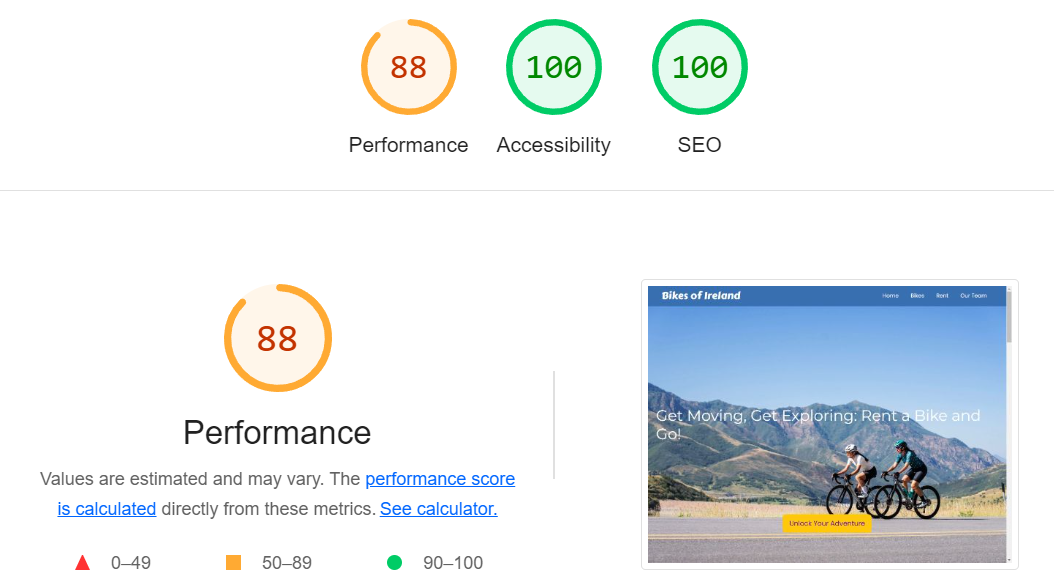 88
100
100
Performance
Accessibility
SEO
88
Performance
Values are estimated and may vary. The performance score
is calculated directly from these metrics. See calculator.
0–49
50–89
90–100
Bikes of Ireland
Home
Bikes
Rent
Our Team
Get Moving, Get Exploring: Rent a Bike and
Go!
Unlock Your Adventure